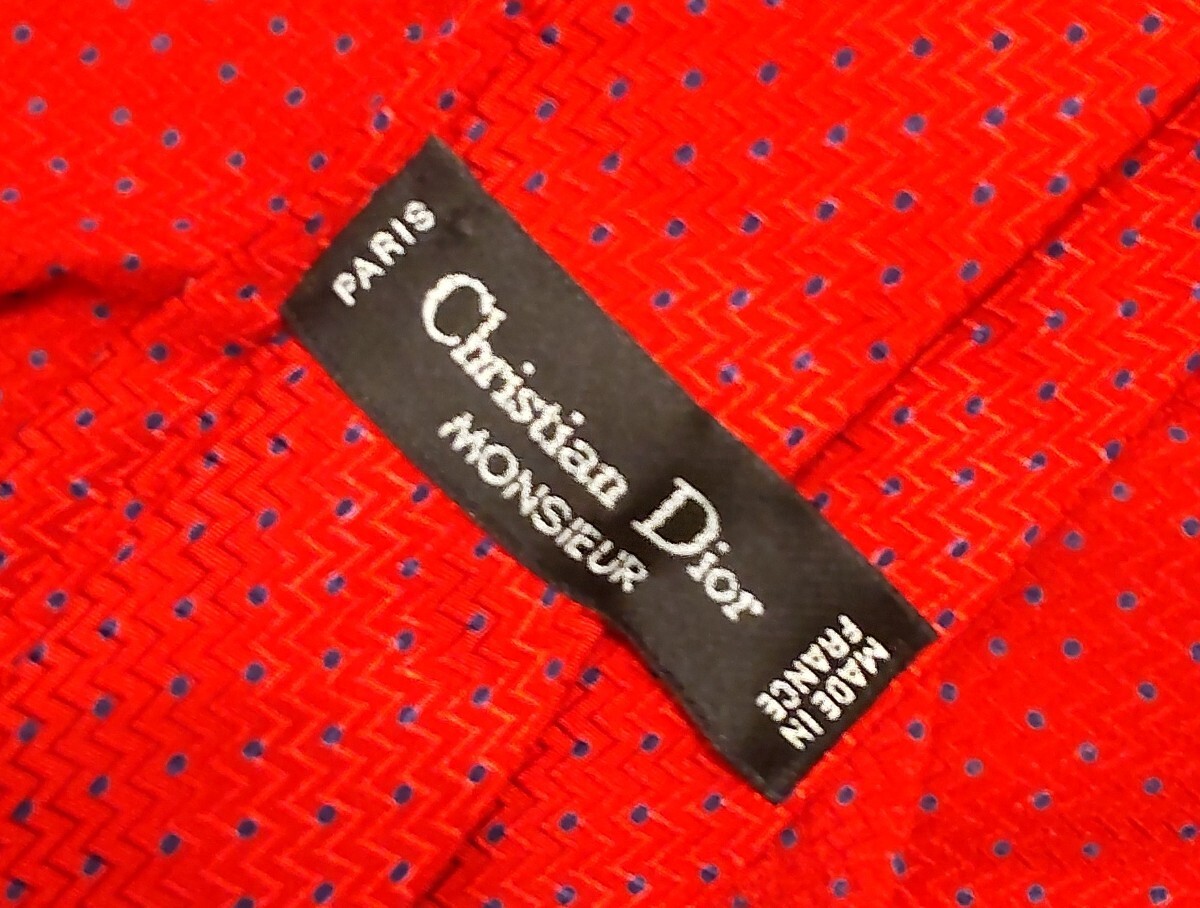 PARIS
Christian Dior
MONSIEUR
MADE IN
FRANCE